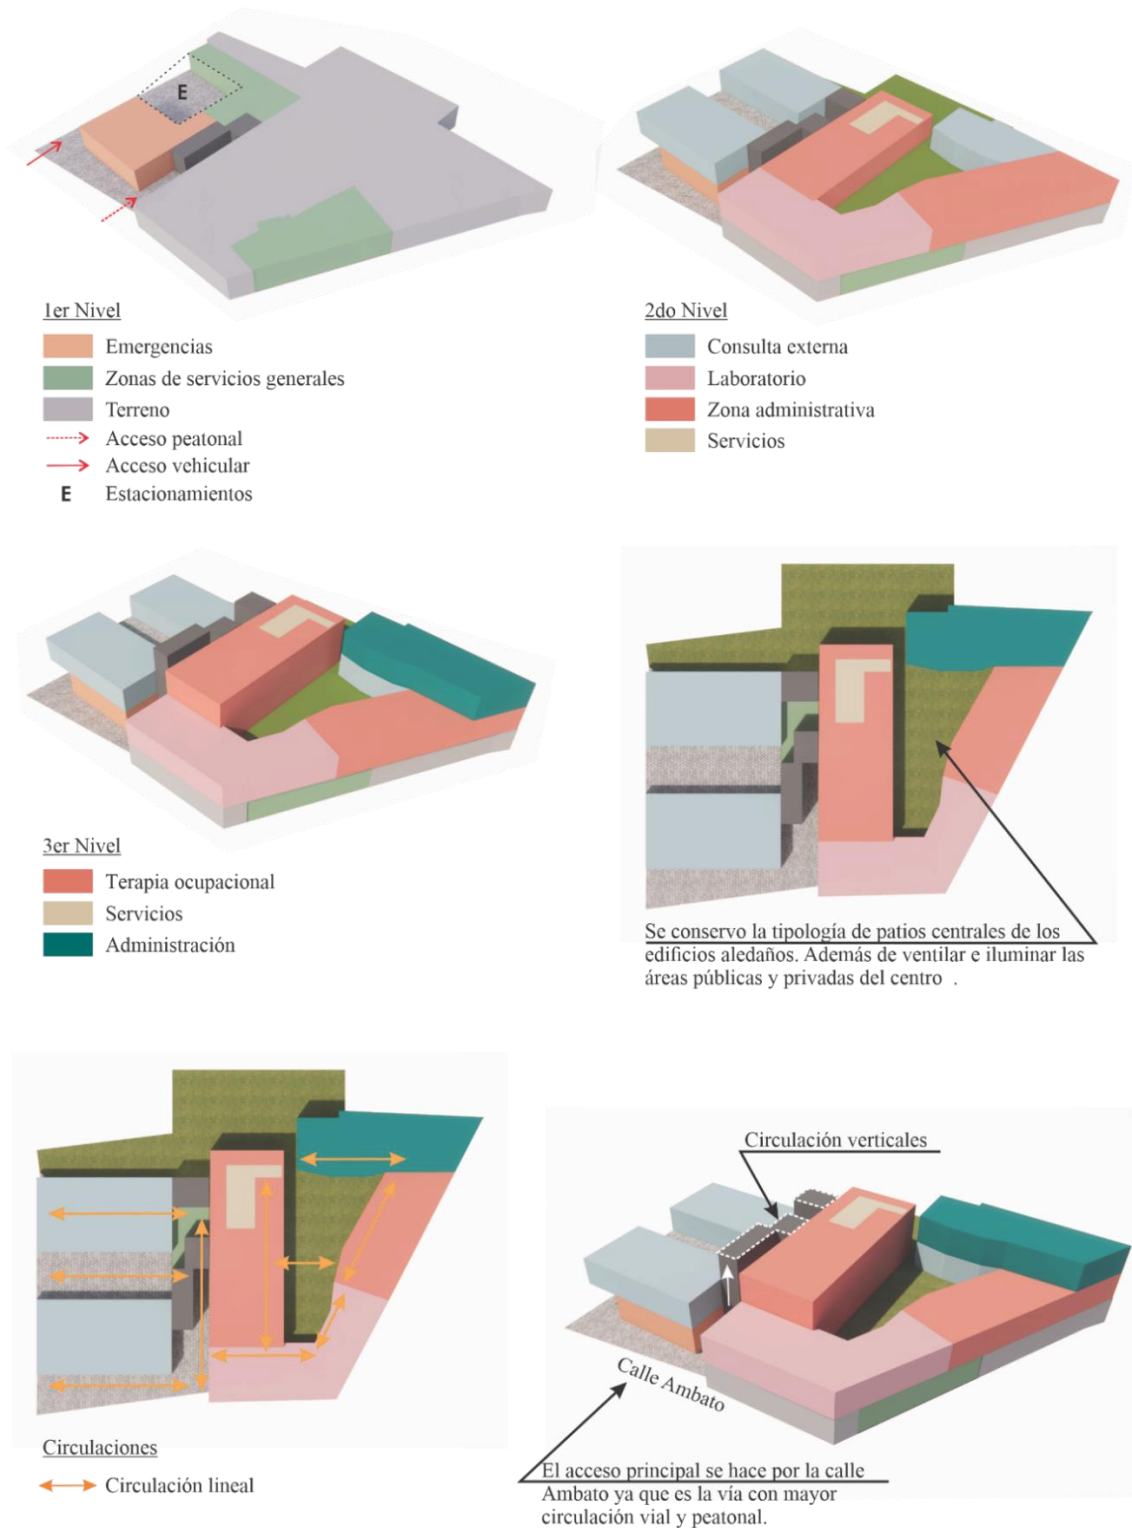 E
1er Nivel
Emergencias
Zonas de servicios generales
Terreno
Acceso peatonal
Acceso vehicular
E Estacionamientos
2do Nivel
Consulta externa
Laboratorio
Zona administrativa
Servicios
3er Nivel
Terapia ocupacional
Servicios
Administración
Se conservo la tipología de patios centrales de los
edificios aledaños. Además de ventilar e iluminar las
áreas públicas y privadas del centro .
Circulaciones
Circulación lineal
Circulación verticales
Calle Ambato
El acceso principal se hace por la calle
Ambato ya que es la vía con mayor
circulación vial y peatonal.